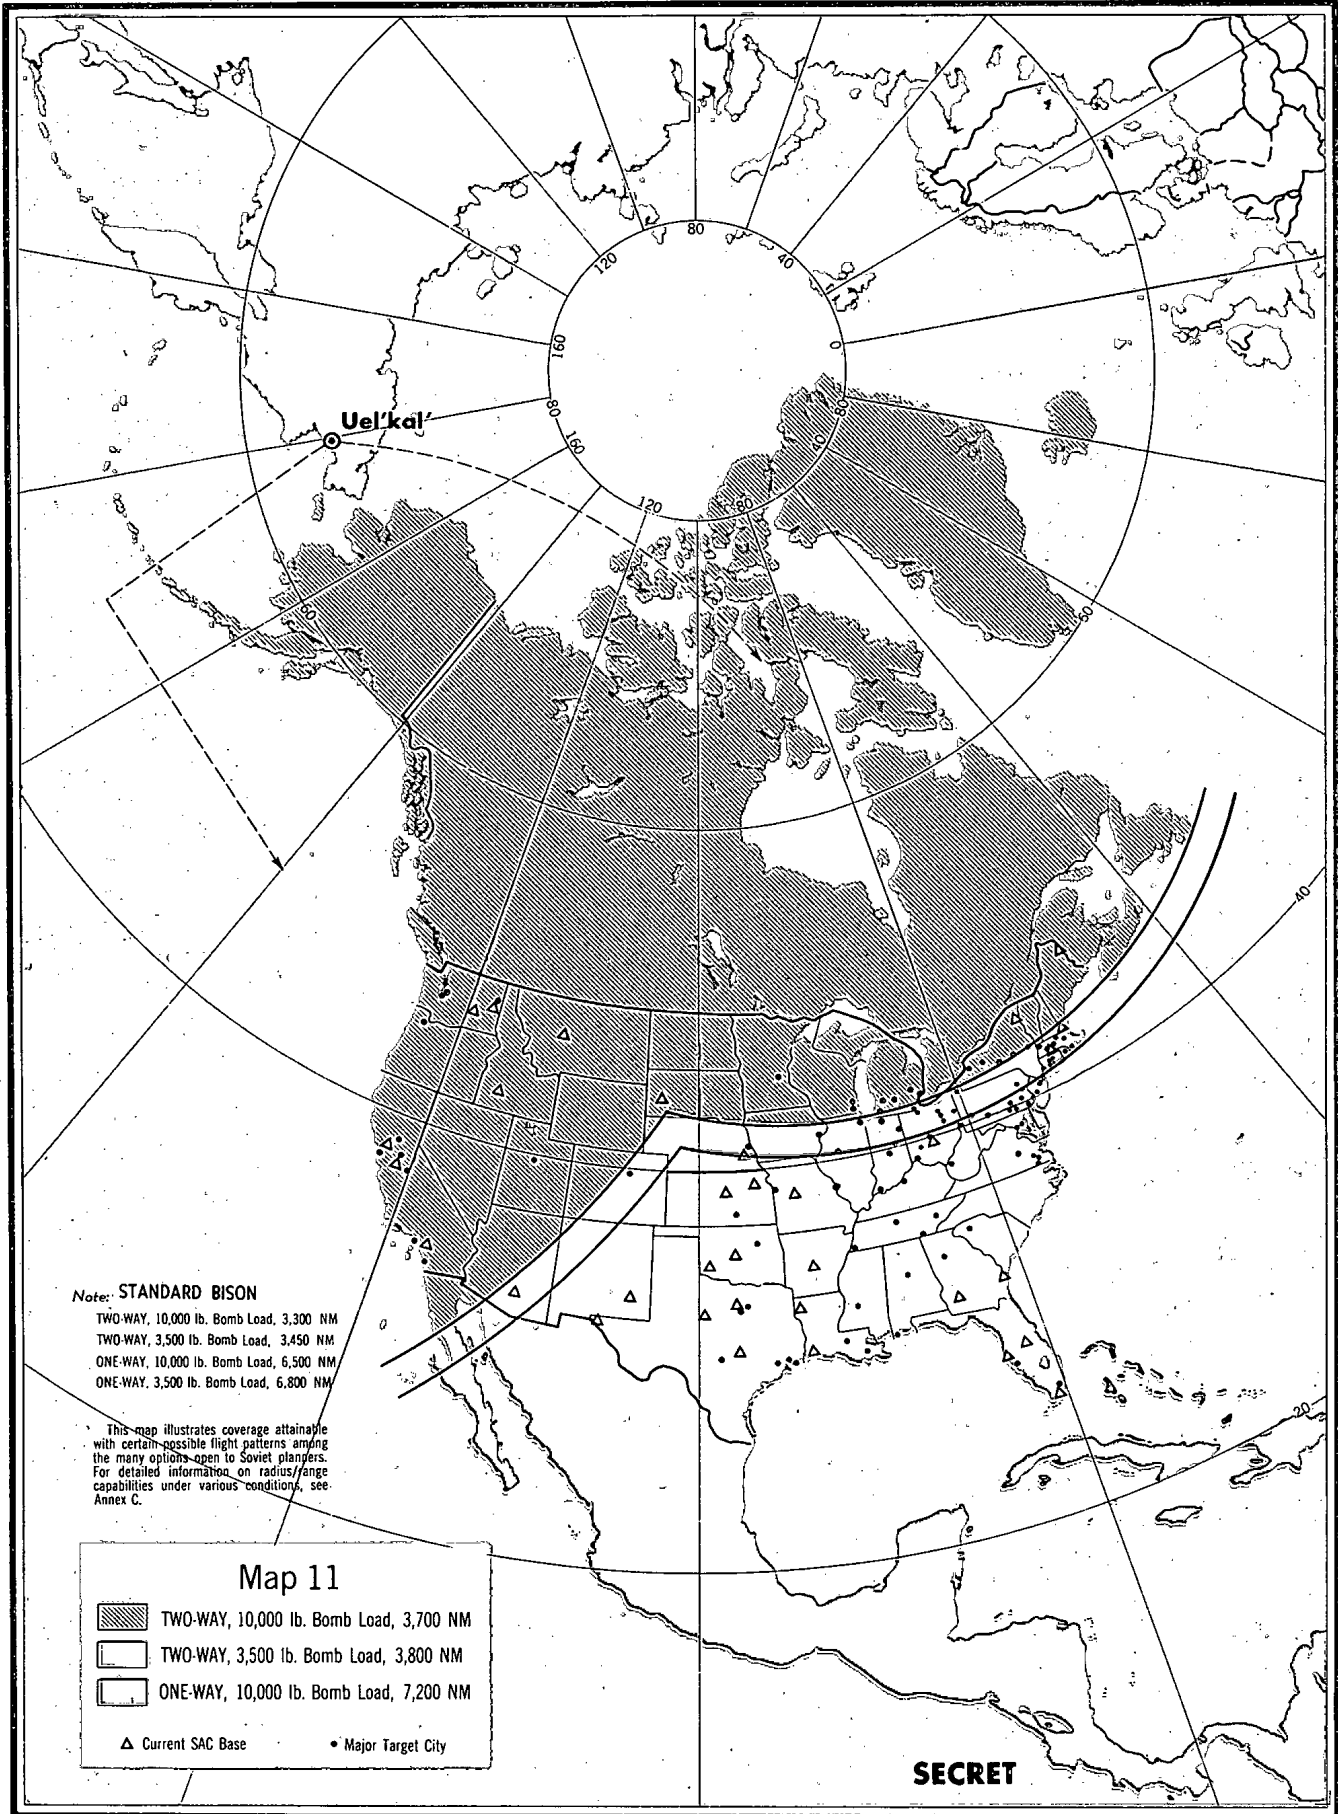 80
120
40
160
0
80
80
Uel'kal'
160
40
120
80
60
60
40
Note: STANDARD BISON
TWO-WAY, 10,000 lb. Bomb Load, 3,300 NM
TWO-WAY, 3,500 lb. Bomb Load, 3,450 NM
ONE-WAY, 10,000 lb. Bomb Load, 6,500 NM
ONE-WAY, 3,500 lb. Bomb Load, 6,800 NM
20
This map illustrates coverage attainable
with certain possible flight patterns among
the many options open to Soviet planners.
For detailed information on radius/range
capabilities under various conditions, see
Annex C.
Map 11
TWO-WAY, 10,000 lb. Bomb Load, 3,700 NM
TWO-WAY, 3,500 lb. Bomb Load, 3,800 NM
ONE-WAY, 10,000 lb. Bomb Load, 7,200 NM
Current SAC Base
Major Target City
SECRET